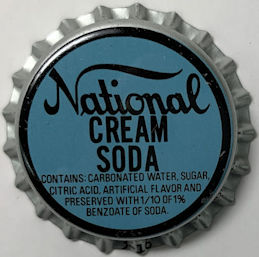 National
CREAM
SODA
CONTAINS: CARBONATED WATER, SUGAR,
CITRIC ACID, ARTIFICIAL FLAVOR AND
PRESERVED WITH 1/10 OF 1%
BENZOATE OF SODA.